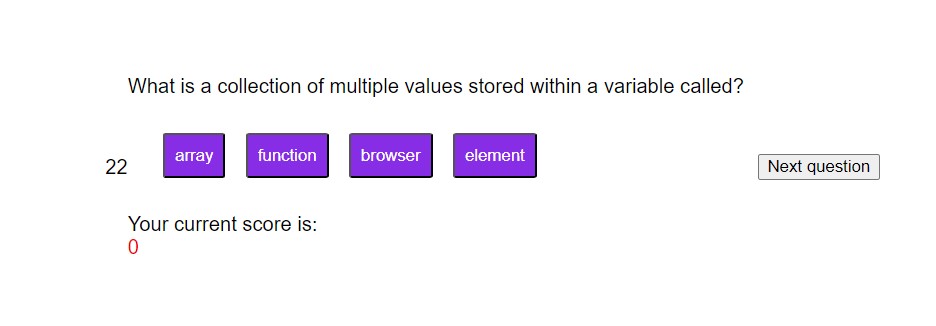 What is a collection of multiple values stored within a variable called?
22
array
function
browser
element
Next question
Your current score is:
0